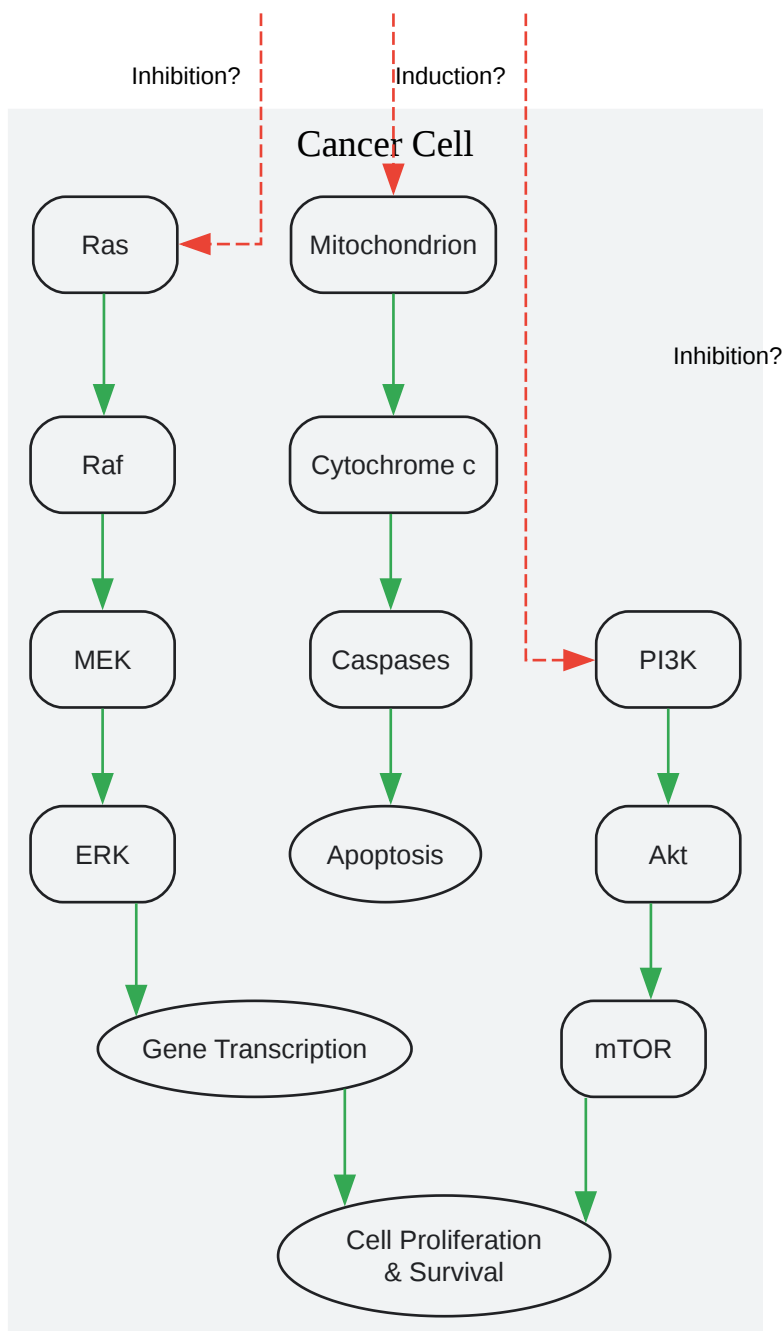 Inhibition?
Induction?
Cancer Cell
Ras
Mitochondrion
Inhibition?
Raf
Cytochrome c
MEK
Caspases
PI3K
ERK
Apoptosis
Akt
Gene Transcription
mTOR
Cell Proliferation
& Survival